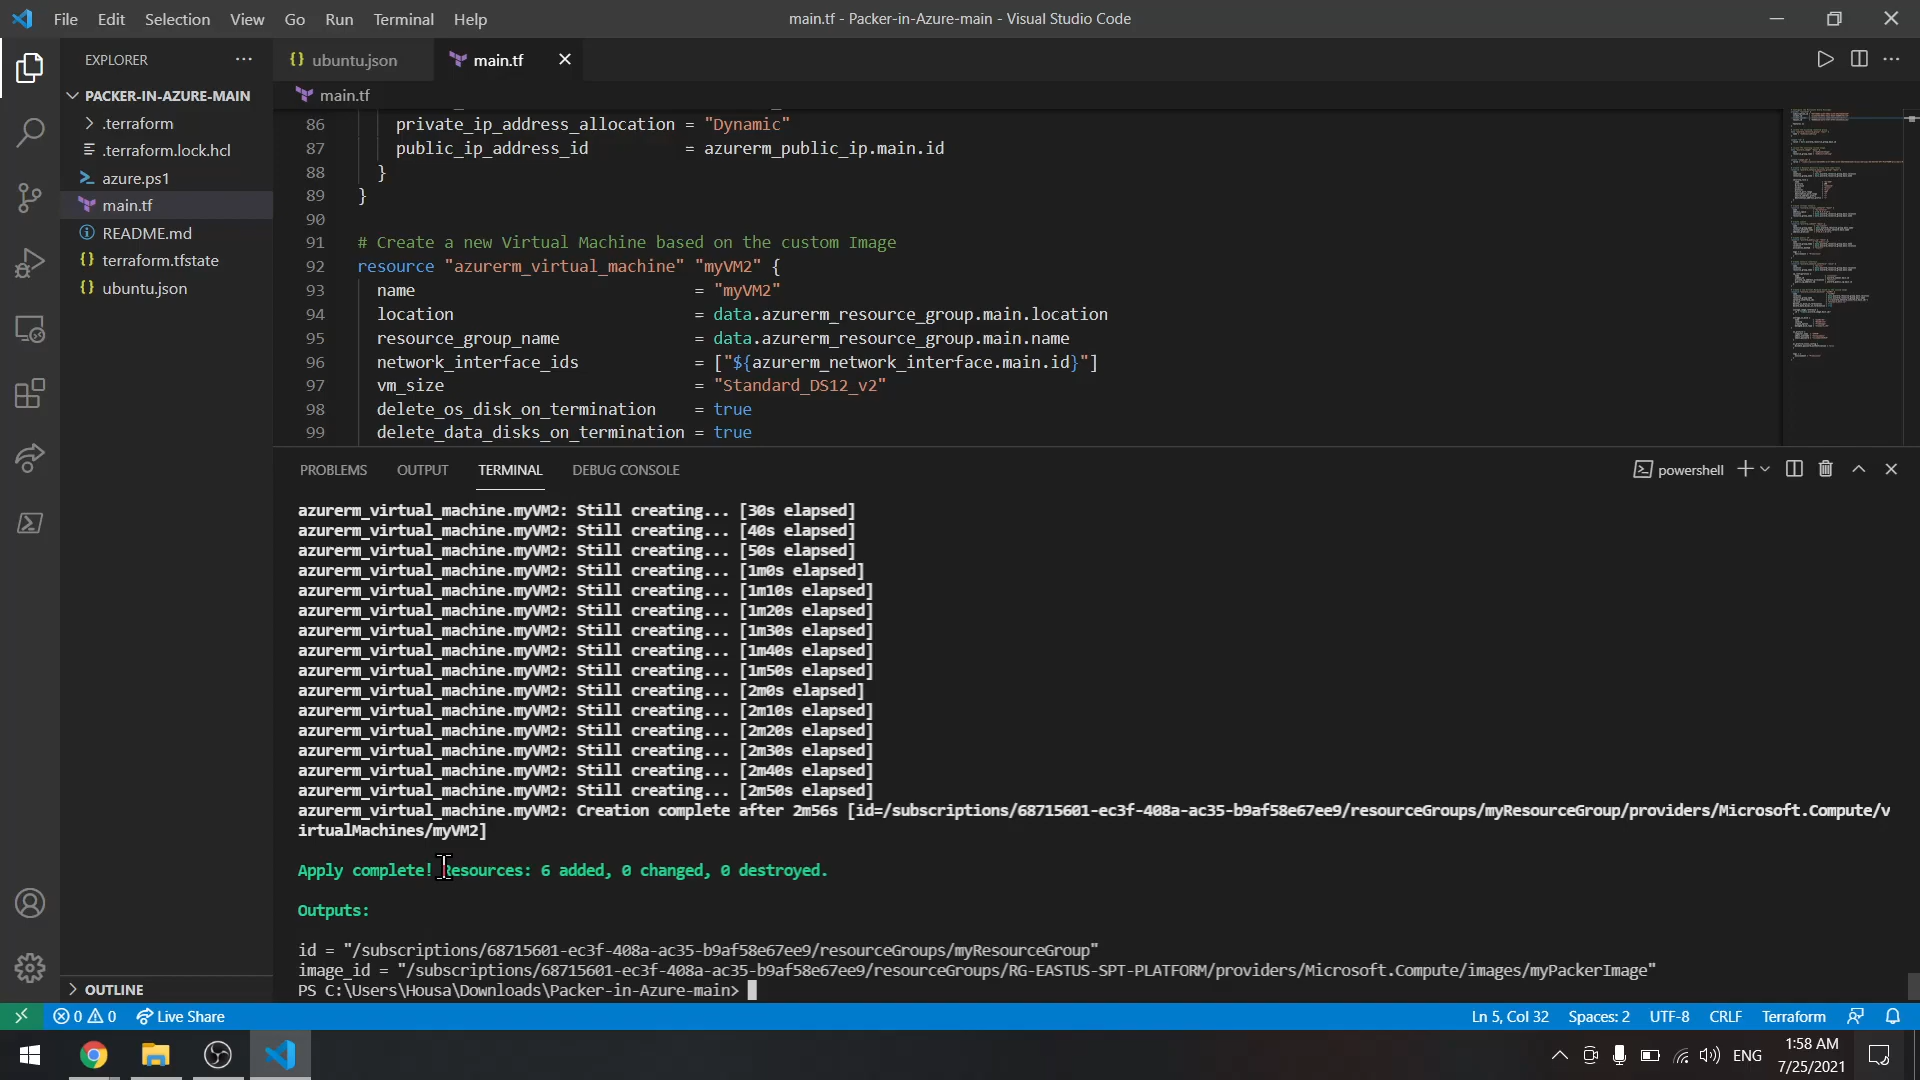 File Edit Selection View Go Run Terminal Help
main.tf - Packer-in-Azure-main - Visual Studio Code
EXPLORER
PACKER-IN-AZURE-MAIN
.terraform
.terraform.lock.hcl
azure.ps1
main.tf
README.md
terraform.tfstate
ubuntu.json
OUTLINE
ubuntu.json
main.tf
main.tf
86 private_ip_address_allocation = "Dynamic"
87 public_ip_address_id = azurerm_public_ip.main.id
88 }
89 }
90
91 # Create a new Virtual Machine based on the custom Image
92 resource "azurerm_virtual_machine" "myVM2" {
93 name = "myVM2"
94 location = data.azurerm_resource_group.main.location
95 resource_group_name = data.azurerm_resource_group.main.name
96 network_interface_ids = ["${azurerm_network_interface.main.id}"]
97 vm_size = "Standard_DS12_v2"
98 delete_os_disk_on_termination = true
99 delete_data_disks_on_termination = true
PROBLEMS OUTPUT TERMINAL DEBUG CONSOLE
powershell
azurerm_virtual_machine.myVM2: Still creating... [30s elapsed]
azurerm_virtual_machine.myVM2: Still creating... [40s elapsed]
azurerm_virtual_machine.myVM2: Still creating... [50s elapsed]
azurerm_virtual_machine.myVM2: Still creating... [1m0s elapsed]
azurerm_virtual_machine.myVM2: Still creating... [1m10s elapsed]
azurerm_virtual_machine.myVM2: Still creating... [1m20s elapsed]
azurerm_virtual_machine.myVM2: Still creating... [1m30s elapsed]
azurerm_virtual_machine.myVM2: Still creating... [1m40s elapsed]
azurerm_virtual_machine.myVM2: Still creating... [1m50s elapsed]
azurerm_virtual_machine.myVM2: Still creating... [2m0s elapsed]
azurerm_virtual_machine.myVM2: Still creating... [2m10s elapsed]
azurerm_virtual_machine.myVM2: Still creating... [2m20s elapsed]
azurerm_virtual_machine.myVM2: Still creating... [2m30s elapsed]
azurerm_virtual_machine.myVM2: Still creating... [2m40s elapsed]
azurerm_virtual_machine.myVM2: Still creating... [2m50s elapsed]
azurerm_virtual_machine.myVM2: Creation complete after 2m56s [id=/subscriptions/68715601-ec3f-408a-ac35-b9af58e67ee9/resourceGroups/myResourceGroup/providers/Microsoft.Compute/v
irtualMachines/myVM2]
Apply complete! Resources: 6 added, 0 changed, 0 destroyed.
Outputs:
id = "/subscriptions/68715601-ec3f-408a-ac35-b9af58e67ee9/resourceGroups/myResourceGroup"
image_id = "/subscriptions/68715601-ec3f-408a-ac35-b9af58e67ee9/resourceGroups/RG-EASTUS-SPT-PLATFORM/providers/Microsoft.Compute/images/myPackerImage"
PS C:\Users\Housa\Downloads\Packer-in-Azure-main>
0 0 Live Share
Ln 5, Col 32 Spaces: 2 UTF-8 CRLF Terraform
ENG
1:58 AM
7/25/2021